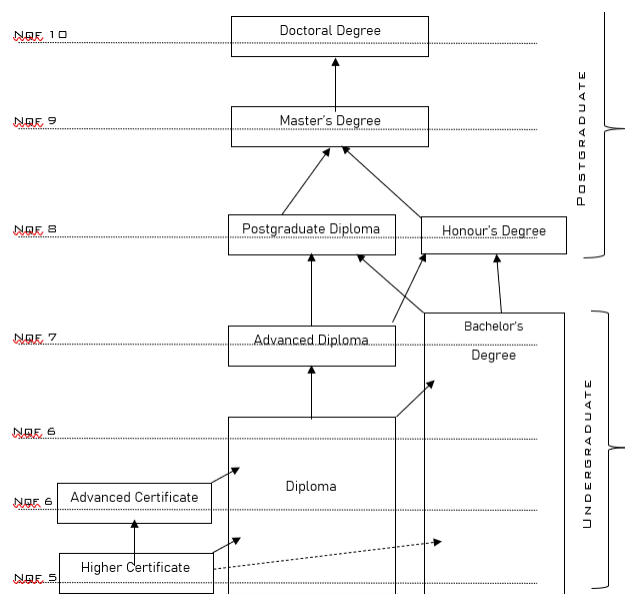 NQF 10
Doctoral Degree
NQF 9
Master's Degree
POSTGRADUATE
NQF 8
Postgraduate Diploma
Honour's Degree
NQF 7
Advanced Diploma
Bachelor's
Degree
NQF 6
UNDERGRADUATE
Diploma
NQF 6
Advanced Certificate
NQF 5
Higher Certificate